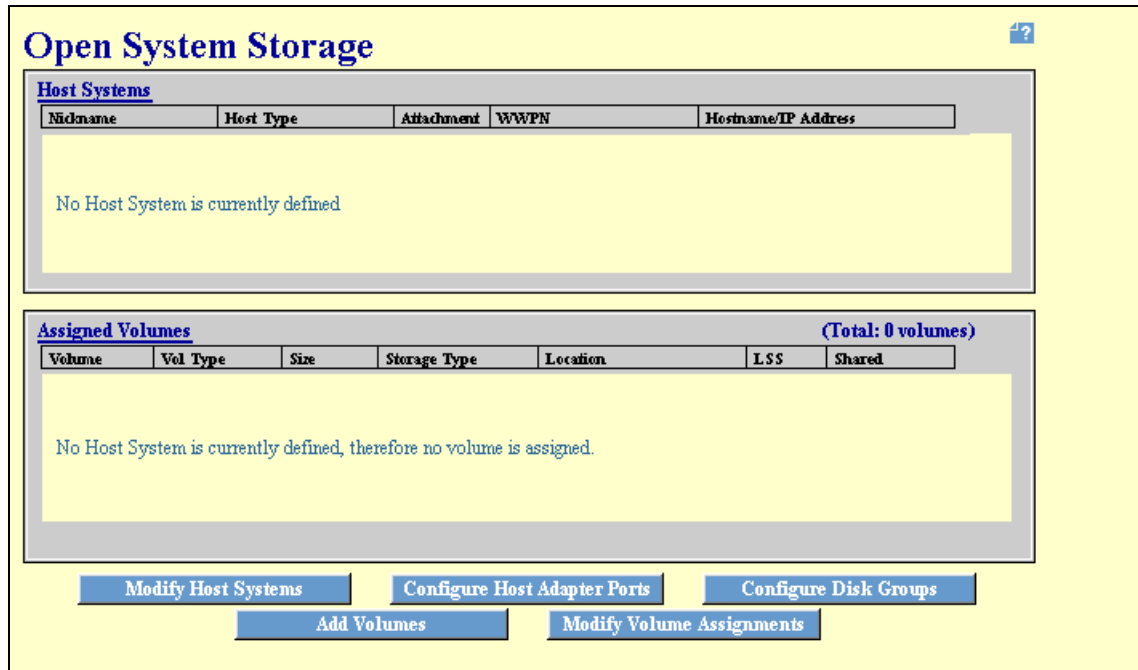 Open System Storage
?
Host Systems
Nickname Host Type Attachment WWPN Hostname/IP Address
No Host System is currently defined
Assigned Volumes (Total: 0 volumes)
Volume Vol Type Size Storage Type Location LSS Shared
No Host System is currently defined, therefore no volume is assigned.
Modify Host Systems Configure Host Adapter Ports Configure Disk Groups
Add Volumes Modify Volume Assignments